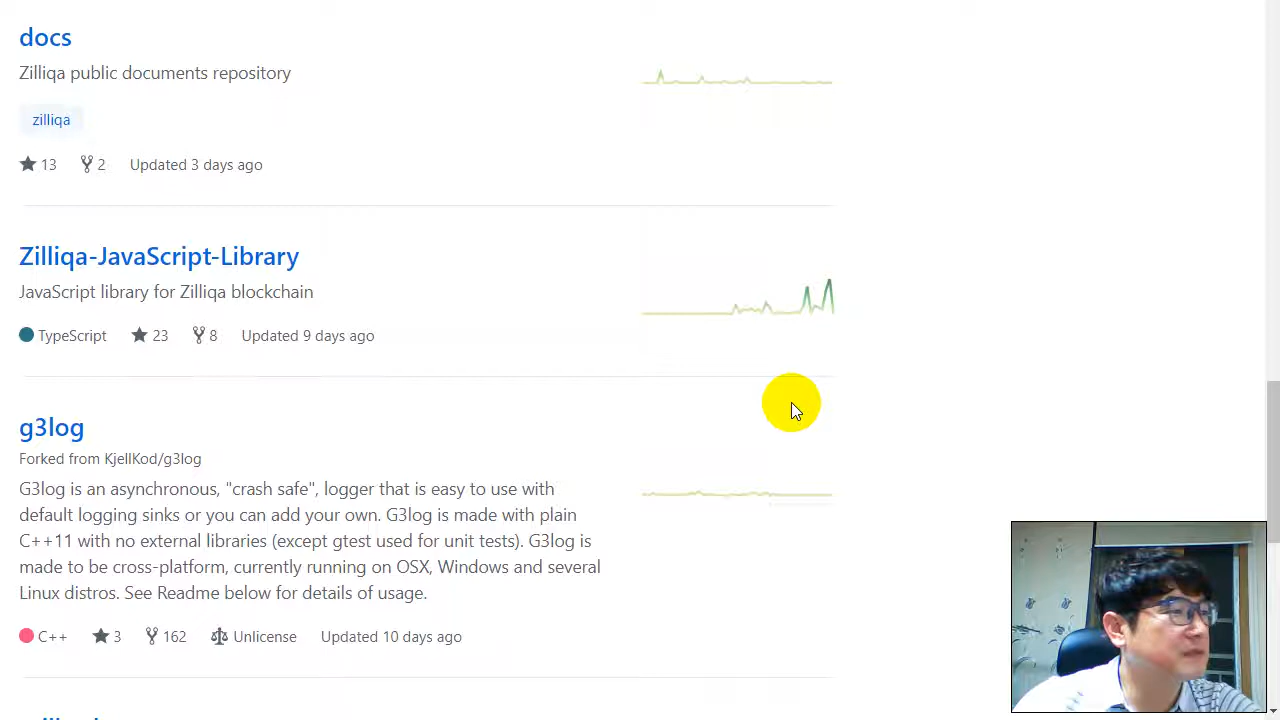 docs
Zilliqa public documents repository
zilliqa
13 2 Updated 3 days ago
Zilliqa-JavaScript-Library
JavaScript library for Zilliqa blockchain
TypeScript 23 8 Updated 9 days ago
g3log
Forked from KjellKod/g3log
G3log is an asynchronous, "crash safe", logger that is easy to use with
default logging sinks or you can add your own. G3log is made with plain
C++11 with no external libraries (except gtest used for unit tests). G3log is
made to be cross-platform, currently running on OSX, Windows and several
Linux distros. See Readme below for details of usage.
C++ 3 162 Unlicense Updated 10 days ago